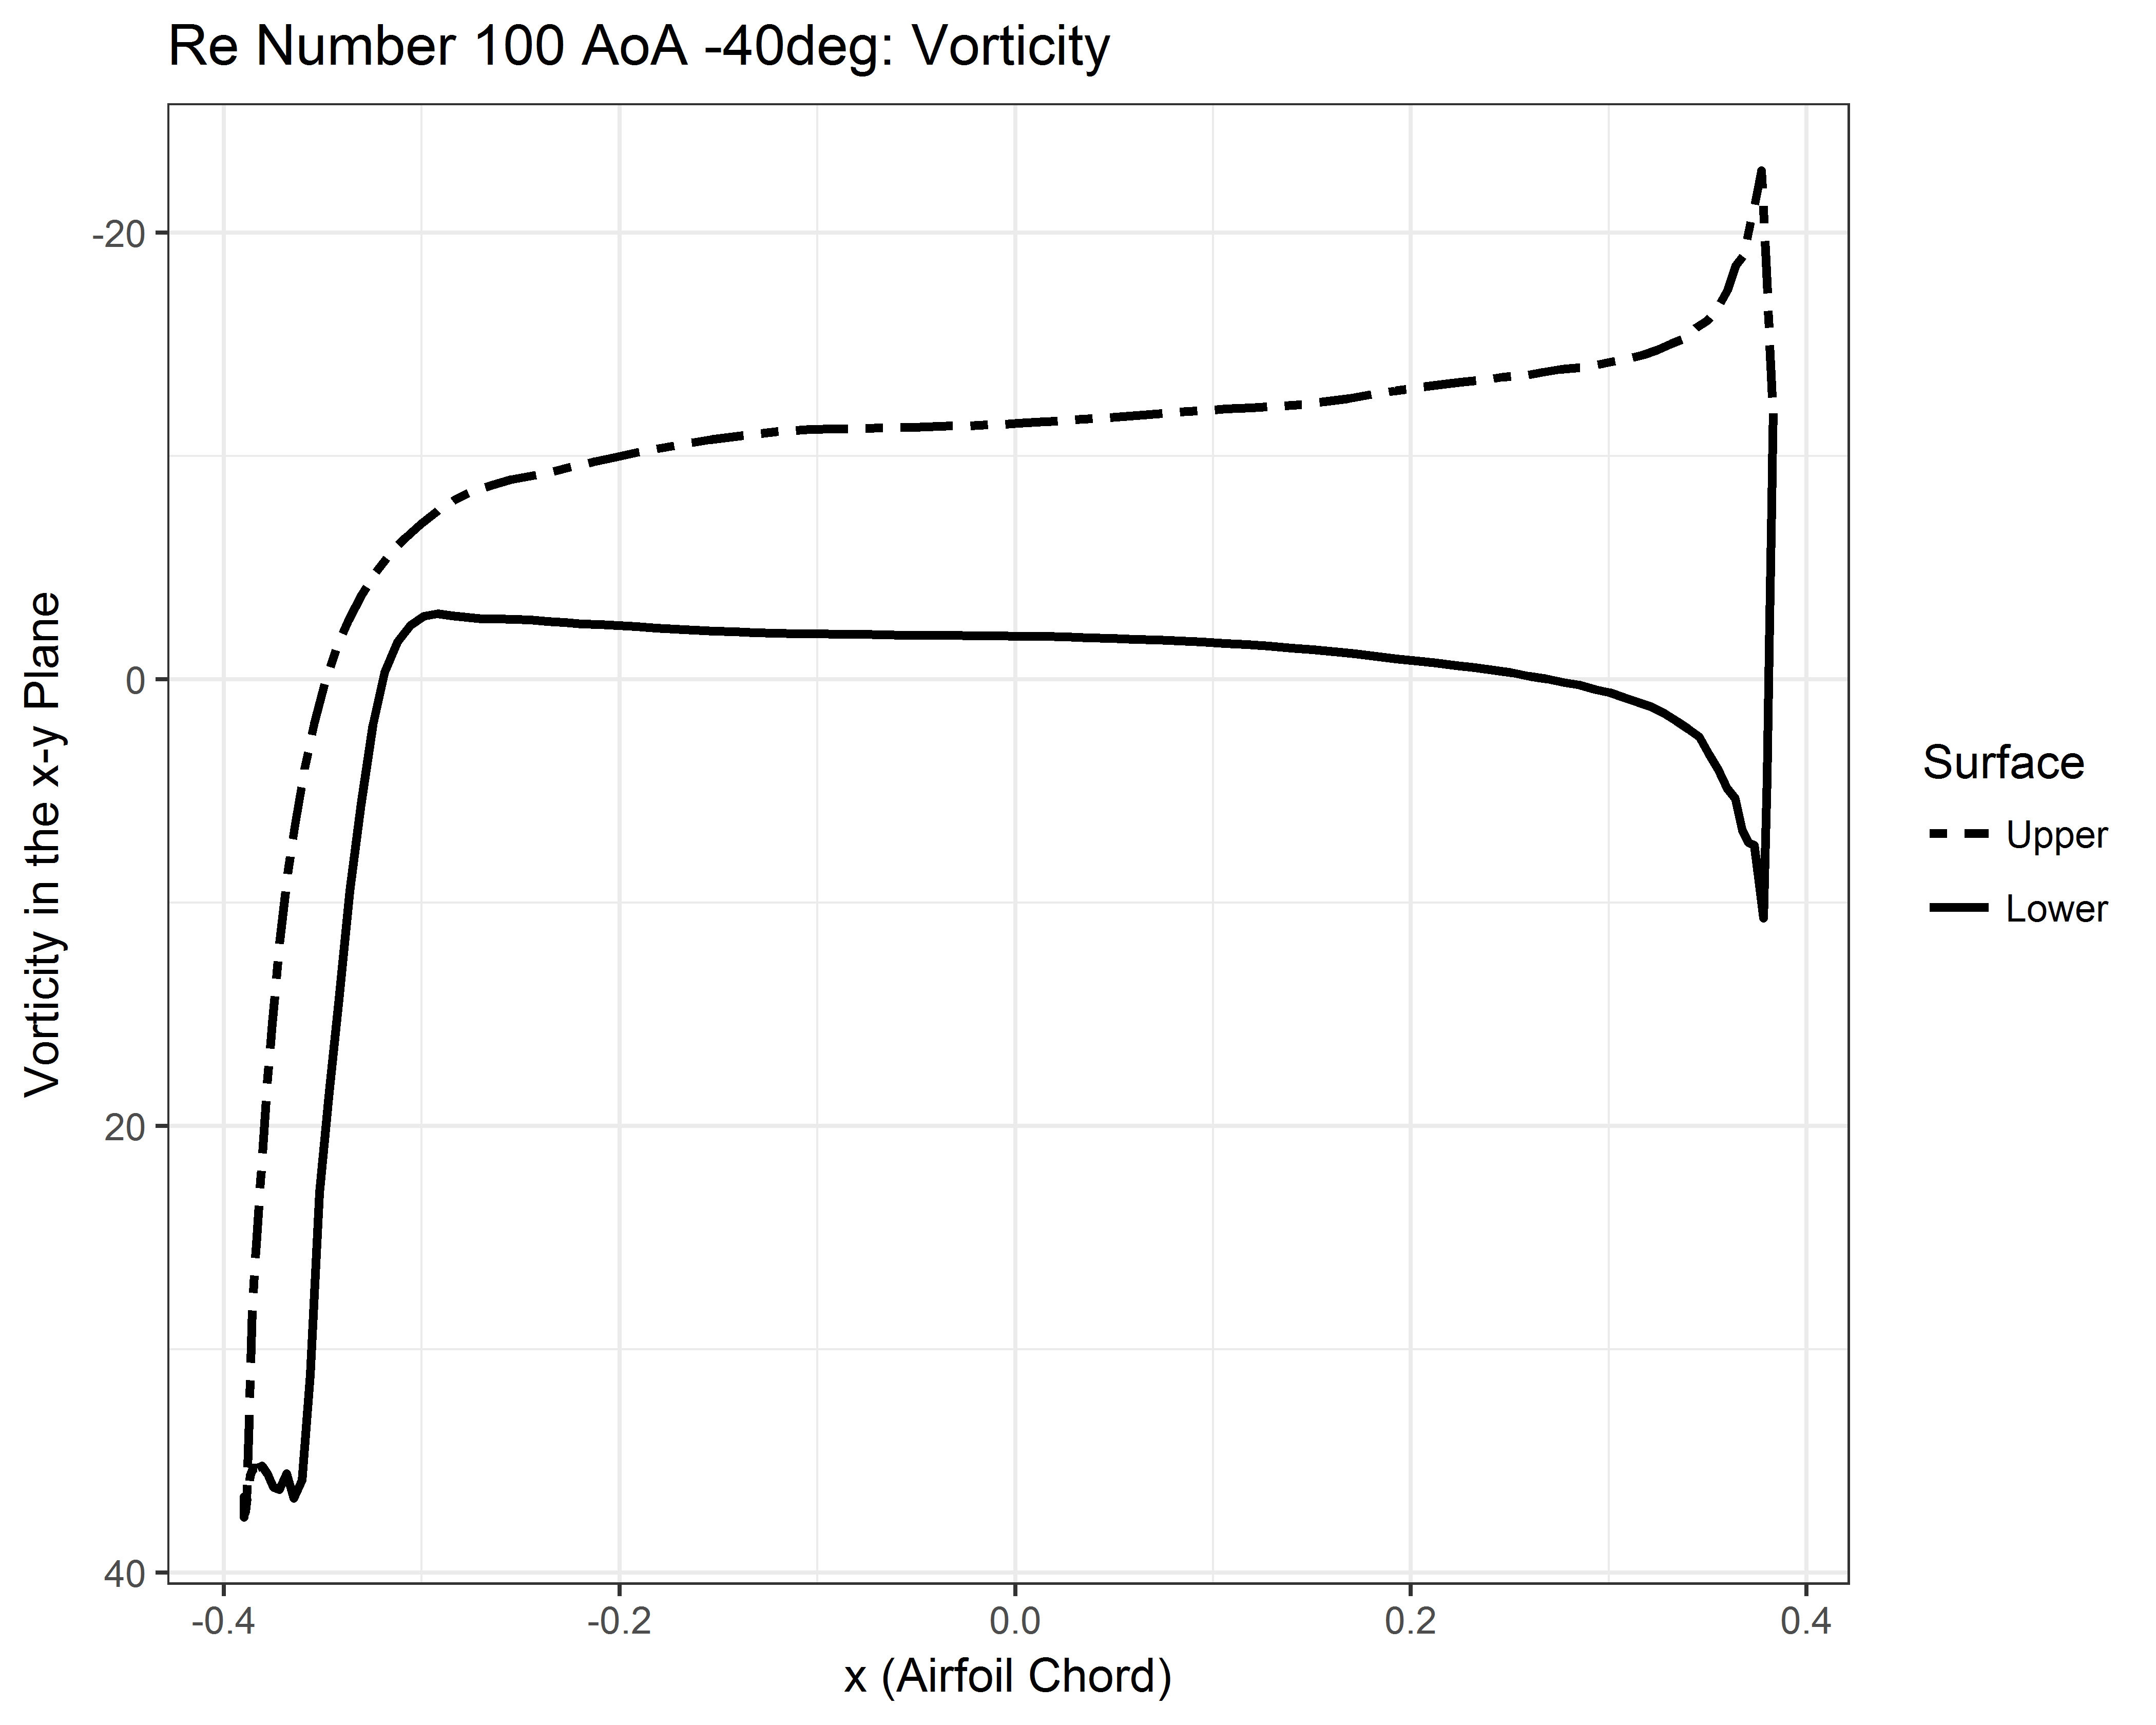 Re Number 100 AoA -40deg: Vorticity
Vorticity in the x-y Plane
-20
0
20
40
-0.4
-0.2
0.0
0.2
0.4
x (Airfoil Chord)
Surface
Upper
Lower